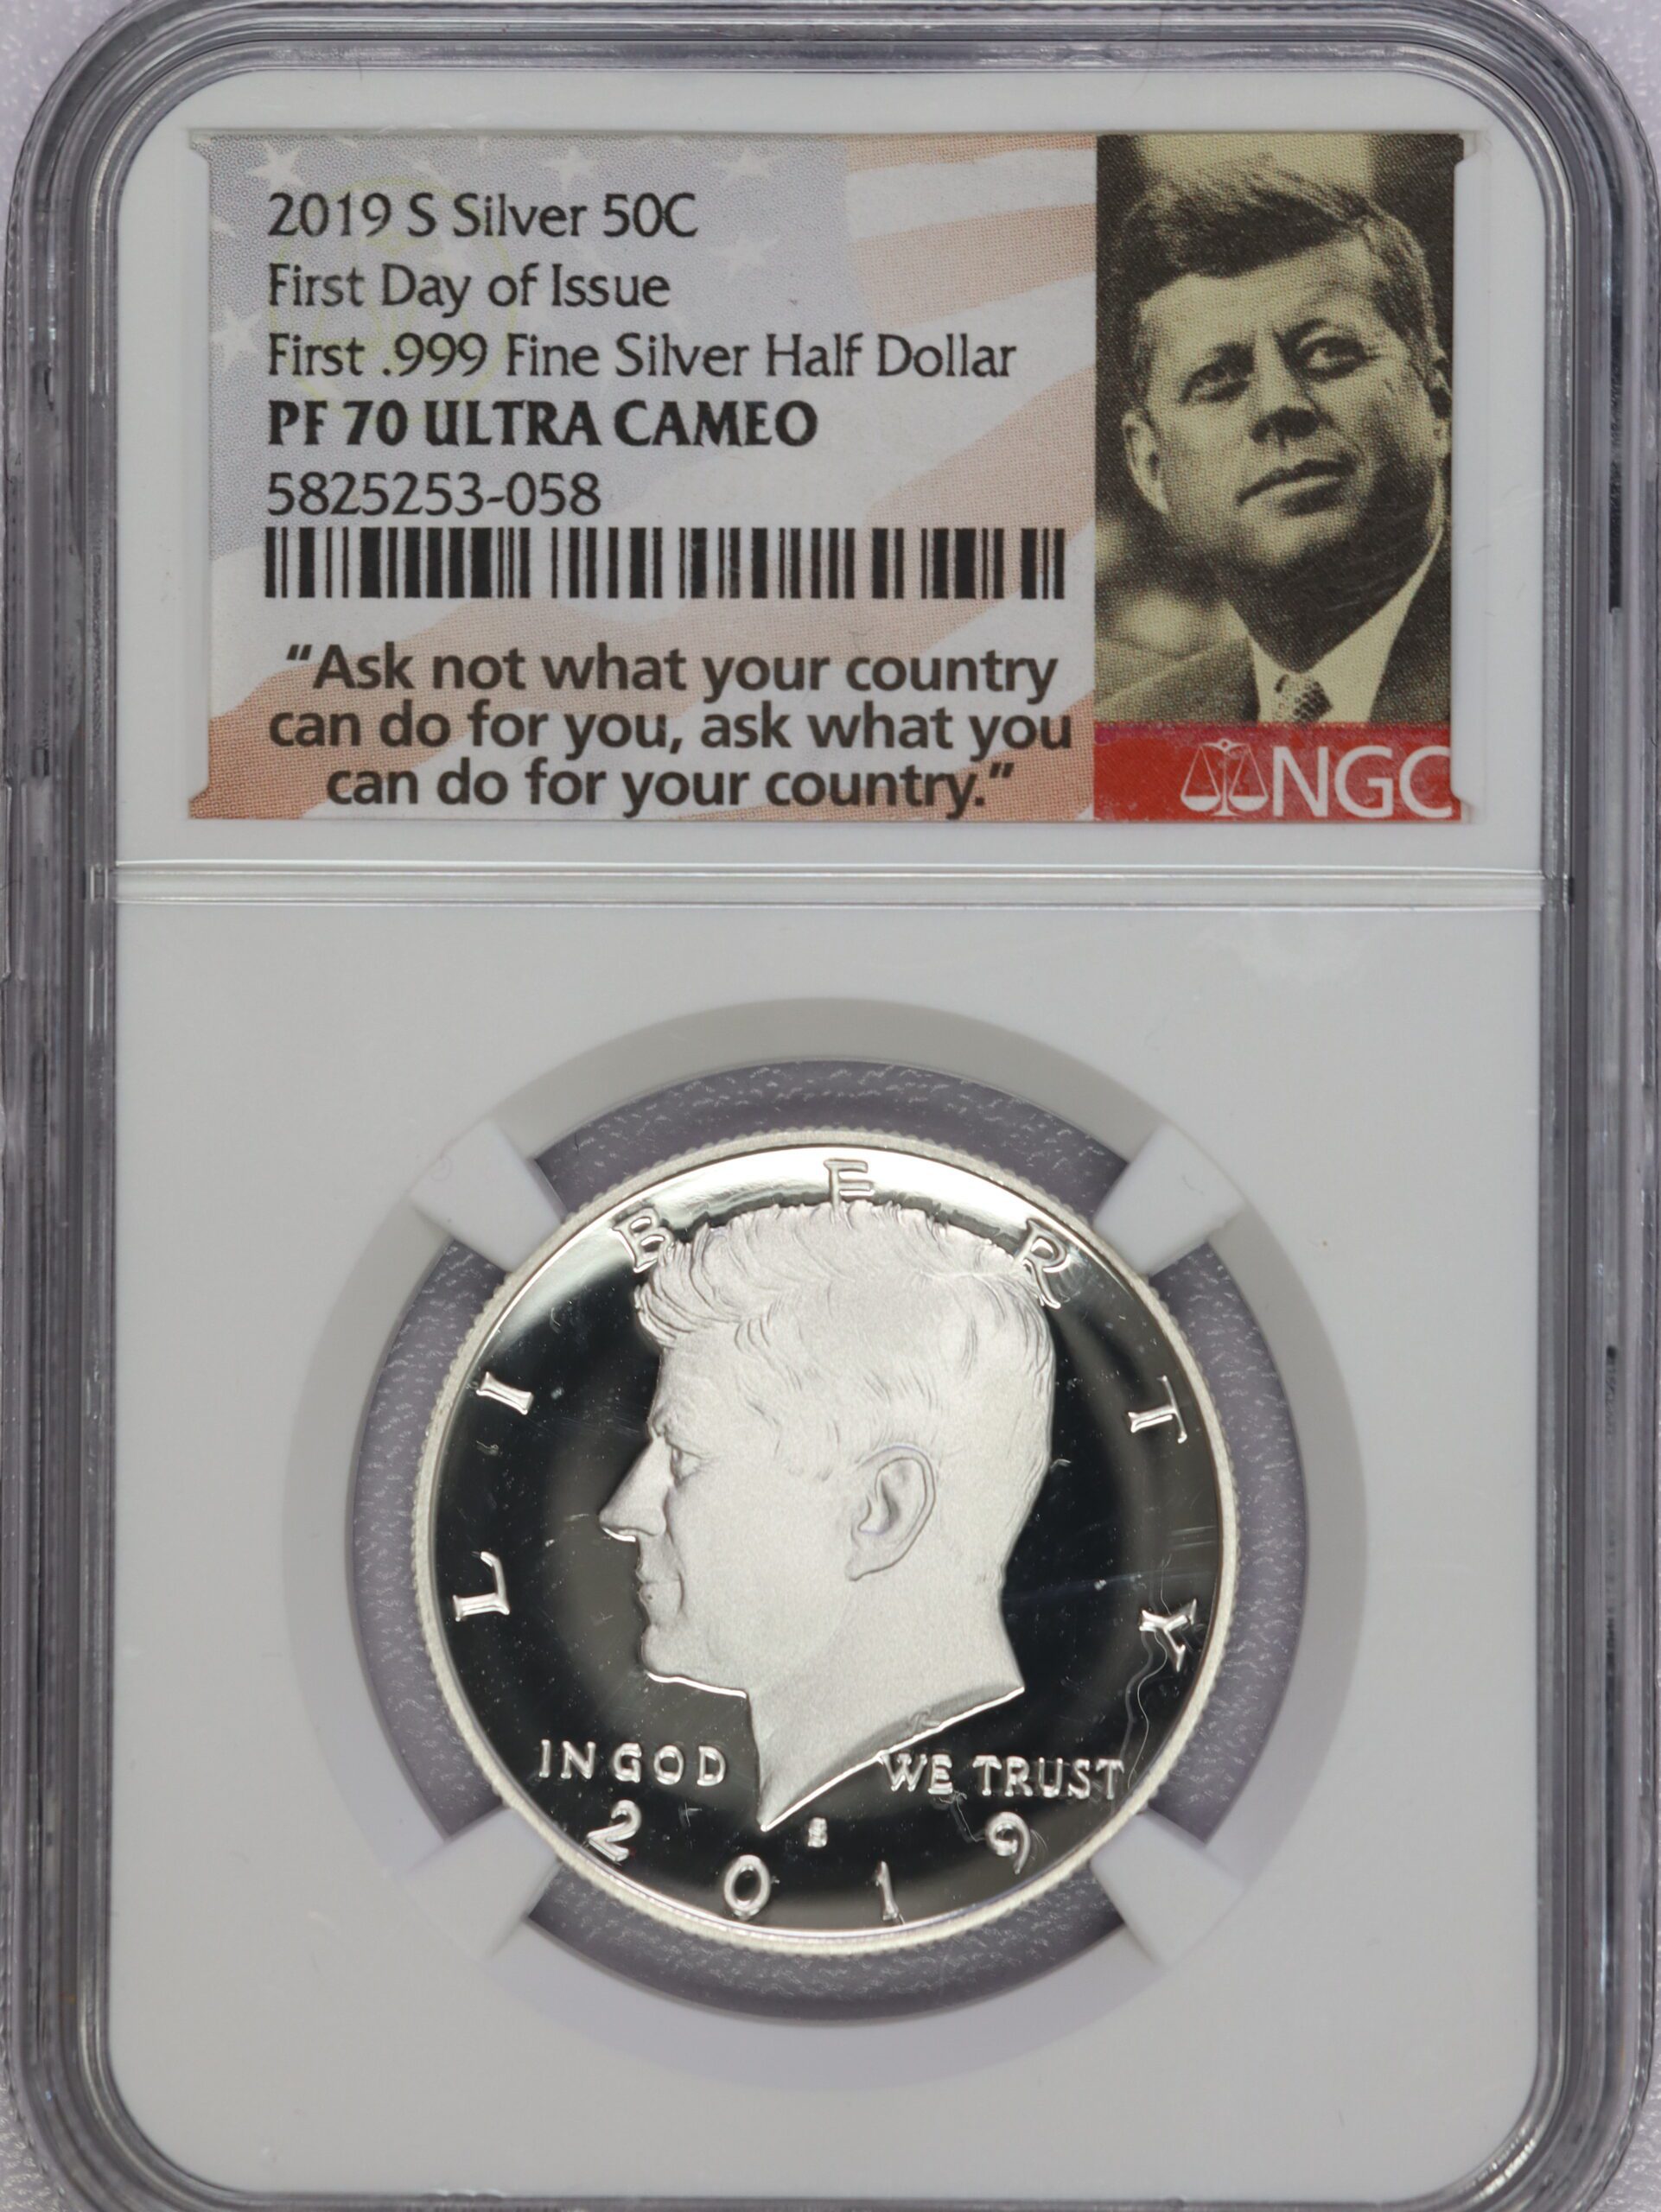 2019 S Silver 50C
First Day of Issue
First .999 Fine Silver Half Dollar
PF 70 ULTRA CAMEO
5825253-058
“Ask not what your country
can do for you, ask what you
can do for your country.”
NGC
LIBERTY
IN GOD WE TRUST
S
2019